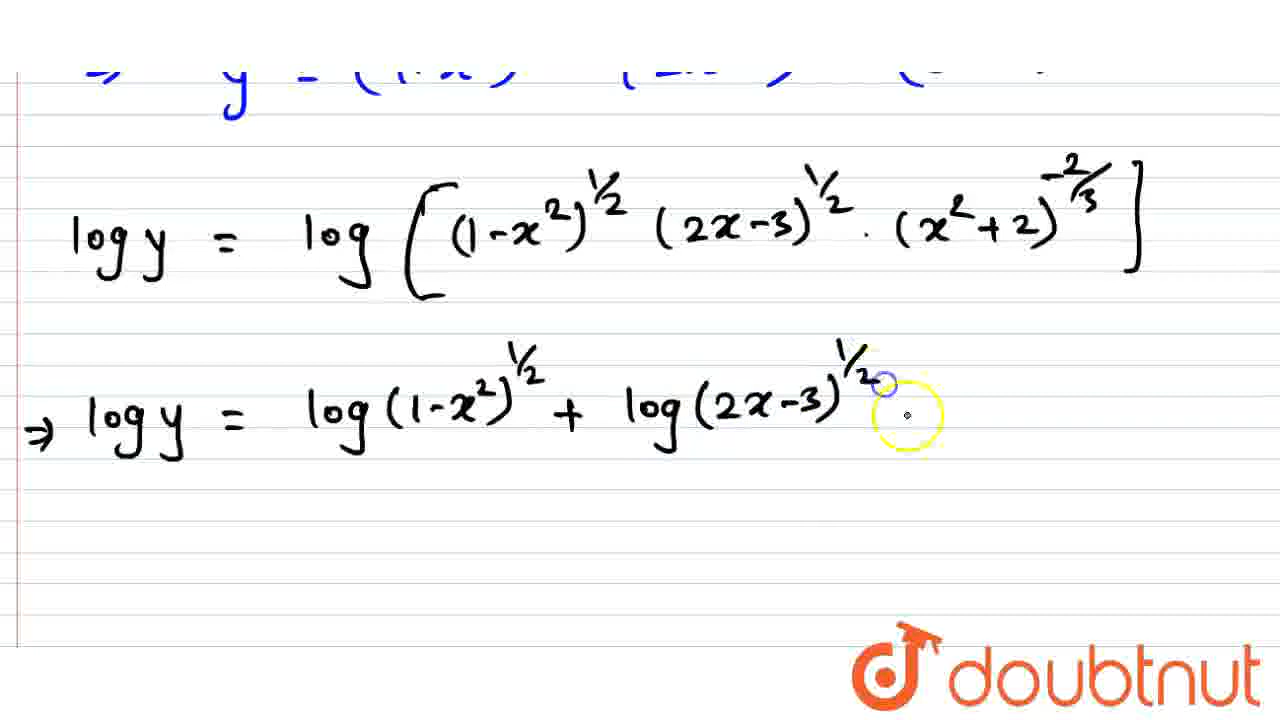 log y = log [(1-x²)^1/2 (2x-3)^1/2 . (x²+2)^-2/3]
⇒ log y = log(1-x²)^1/2 + log(2x-3)^1/2
doubtnut